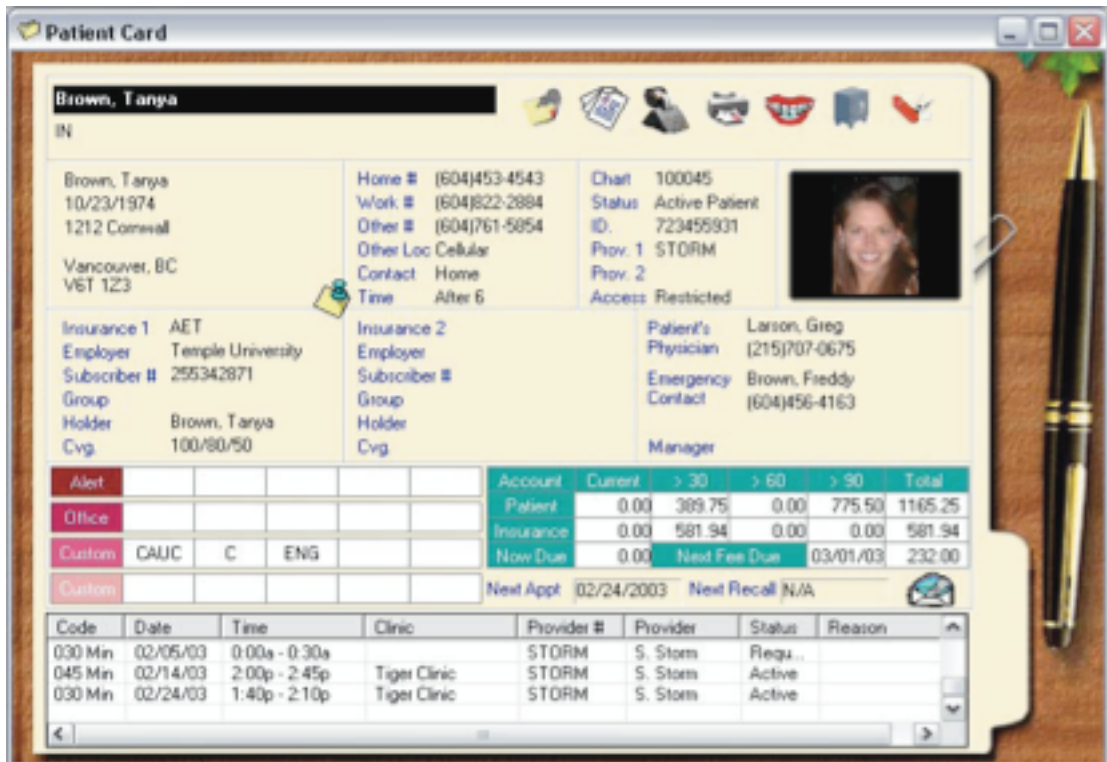 Patient Card
Brown, Tanya
IN
Brown, Tanya
10/23/1974
1212 Cornwall
Vancouver, BC
V6T 1Z3
Home # (604)453-4543
Work # (604)822-2884
Other # (604)761-5854
Other Loc Cellular
Contact Home
Time After 6
Chart 100045
Status Active Patient
ID. 723455931
Prov. 1 STORM
Prov. 2
Access Restricted
Insurance 1 AET
Employer Temple University
Subscriber # 255342871
Group
Holder Brown, Tanya
Cvg. 100/80/50
Insurance 2
Employer
Subscriber #
Group
Holder
Cvg.
Patient's Physician Larson, Greg
(215)707-0675
Emergency Contact Brown, Freddy
(604)456-4163
Manager
Alert
Office
Custom CAUC C ENG
Custom
Account Current > 30 > 60 > 90 Total
Patient 0.00 389.75 0.00 775.50 1165.25
Insurance 0.00 581.94 0.00 0.00 581.94
Now Due 0.00 Next Fee Due 03/01/03 232.00
Next Appt 02/24/2003 Next Recall N/A
Code Date Time Clinic Provider # Provider Status Reason
030 Min 02/05/03 0:00a - 0:30a STORM S. Storm Requ...
045 Min 02/14/03 2:00p - 2:45p Tiger Clinic STORM S. Storm Active
030 Min 02/24/03 1:40p - 2:10p Tiger Clinic STORM S. Storm Active